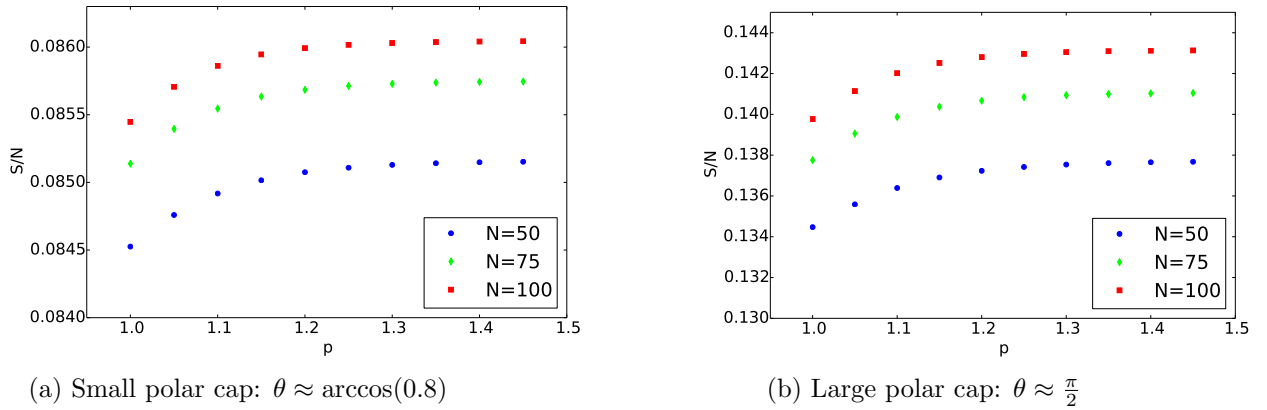 0.0860
0.0855
0.0850
0.0845
0.0840
S/N
1.0 1.1 1.2 1.3 1.4 1.5
p
N=50
N=75
N=100
(a) Small polar cap: θ ≈ arccos(0.8)
0.144
0.142
0.140
0.138
0.136
0.134
0.132
0.130
S/N
1.0 1.1 1.2 1.3 1.4 1.5
p
N=50
N=75
N=100
(b) Large polar cap: θ ≈ π/2